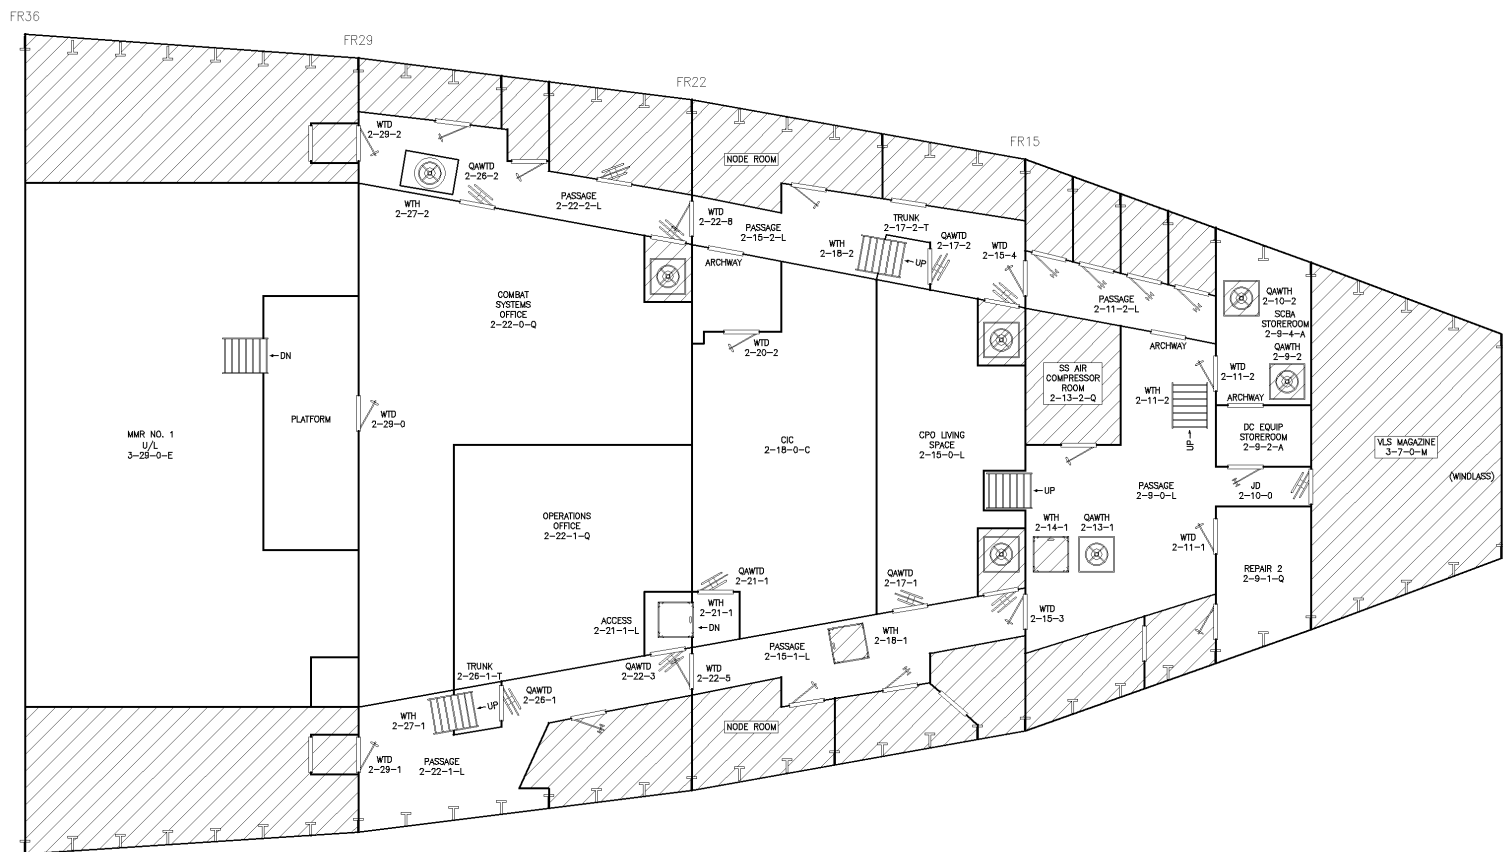 FR36
FR29
FR22
FR15
WTD
2-29-2
QAWTD
2-26-2
WTH
2-27-2
PASSAGE
2-22-2-L
WTD
2-22-8
NODE ROOM
PASSAGE
2-15-2-L
ARCHWAY
TRUNK
2-17-2-T
WTH
2-18-2
UP
QAWTD
2-17-2
WTD
2-15-4
PASSAGE
2-11-2-L
ARCHWAY
QAWTH
2-10-2
SCBA
STOREROOM
2-9-4-A
QAWTH
2-9-2
WTD
2-11-2
ARCHWAY
COMBAT
SYSTEMS
OFFICE
2-22-0-Q
WTD
2-20-2
SS AIR
COMPRESSOR
ROOM
2-13-2-Q
WTH
2-11-2
UP
DN
PLATFORM
WTD
2-29-0
MMR NO. 1
U/L
3-29-0-E
CIC
2-18-0-C
CPO LIVING
SPACE
2-15-0-L
DC EQUIP
STOREROOM
2-9-2-A
VLS MAGAZINE
3-7-0-M
(WINDLASS)
UP
PASSAGE
2-9-0-L
JD
2-10-0
OPERATIONS
OFFICE
2-22-1-Q
WTH
2-14-1
QAWTH
2-13-1
WTD
2-11-1
REPAIR 2
2-9-1-Q
QAWTD
2-21-1
QAWTD
2-17-1
WTH
2-21-1
DN
ACCESS
2-21-1-L
WTD
2-15-3
WTH
2-18-1
PASSAGE
2-15-1-L
QAWTD
2-22-3
WTD
2-22-5
TRUNK
2-26-1-T
UP
QAWTD
2-26-1
WTH
2-27-1
NODE ROOM
WTD
2-29-1
PASSAGE
2-22-1-L